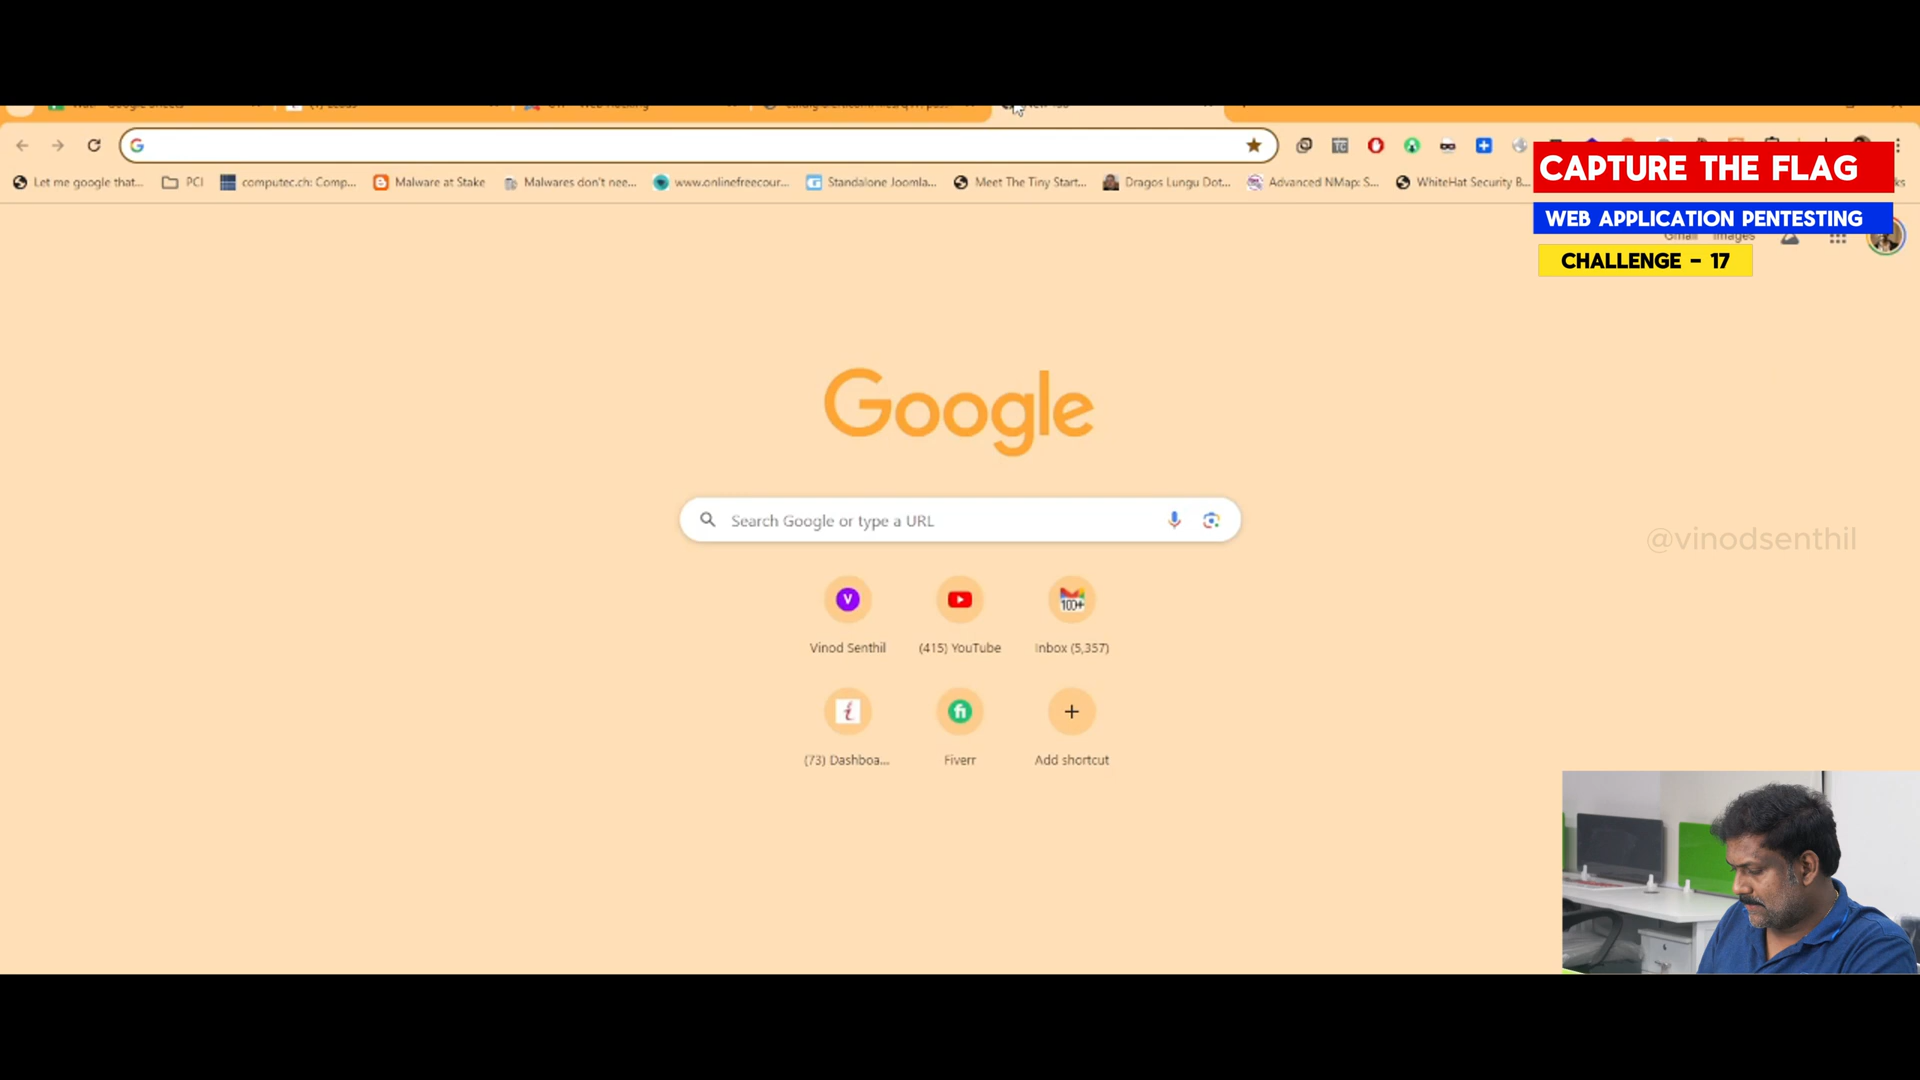 Let me google that...
PCI
computec.ch: Comp...
Malware at Stake
Malwares don't nee...
www.onlinefreecour...
Standalone Joomla...
Meet The Tiny Start...
Dragos Lungu Dot...
Advanced NMap: S...
WhiteHat Security B...
CAPTURE THE FLAG
WEB APPLICATION PENTESTING
Gmail Images
CHALLENGE - 17
Google
Search Google or type a URL
@vinodsenthil
V
100+
Vinod Senthil
(415) YouTube
Inbox (5,357)
fi
(73) Dashboa...
Fiverr
Add shortcut